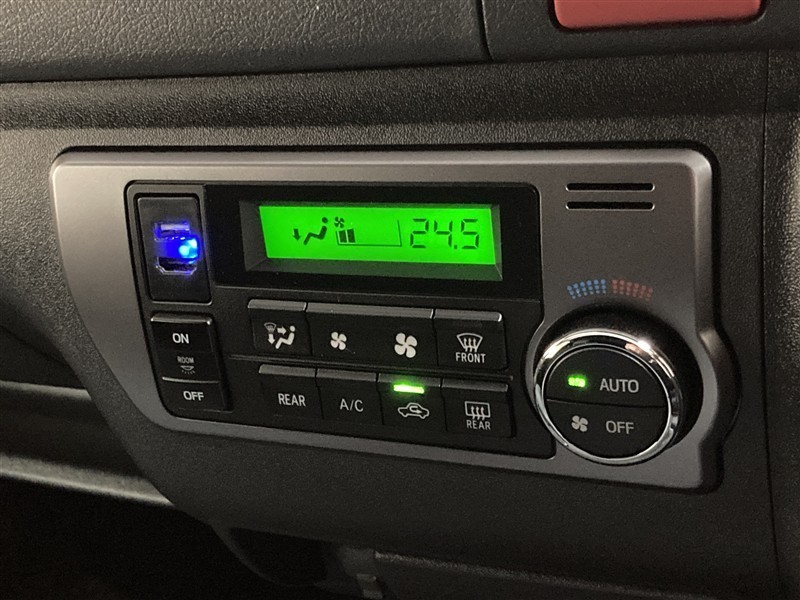 24.5
ON
ROOM
OFF
FRONT
REAR
A/C
REAR
AUTO
OFF